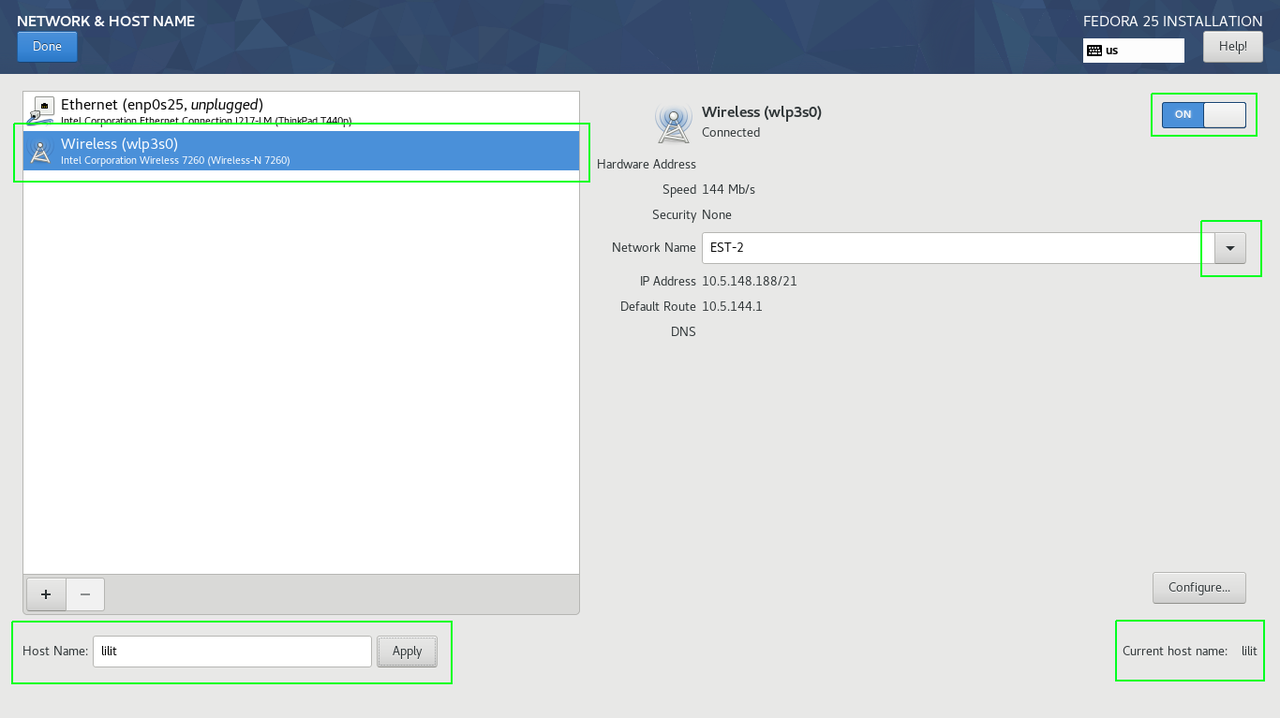 NETWORK & HOST NAME
FEDORA 25 INSTALLATION
Done
us
Help!
Ethernet (enp0s25, unplugged)
Intel Corporation Ethernet Connection I217-LM (ThinkPad T440p)
Wireless (wlp3s0)
Intel Corporation Wireless 7260 (Wireless-N 7260)
Wireless (wlp3s0)
Connected
ON
Hardware Address
Speed 144 Mb/s
Security None
Network Name EST-2
IP Address 10.5.148.188/21
Default Route 10.5.144.1
DNS
+ −
Configure...
Host Name: lilit Apply
Current host name: lilit